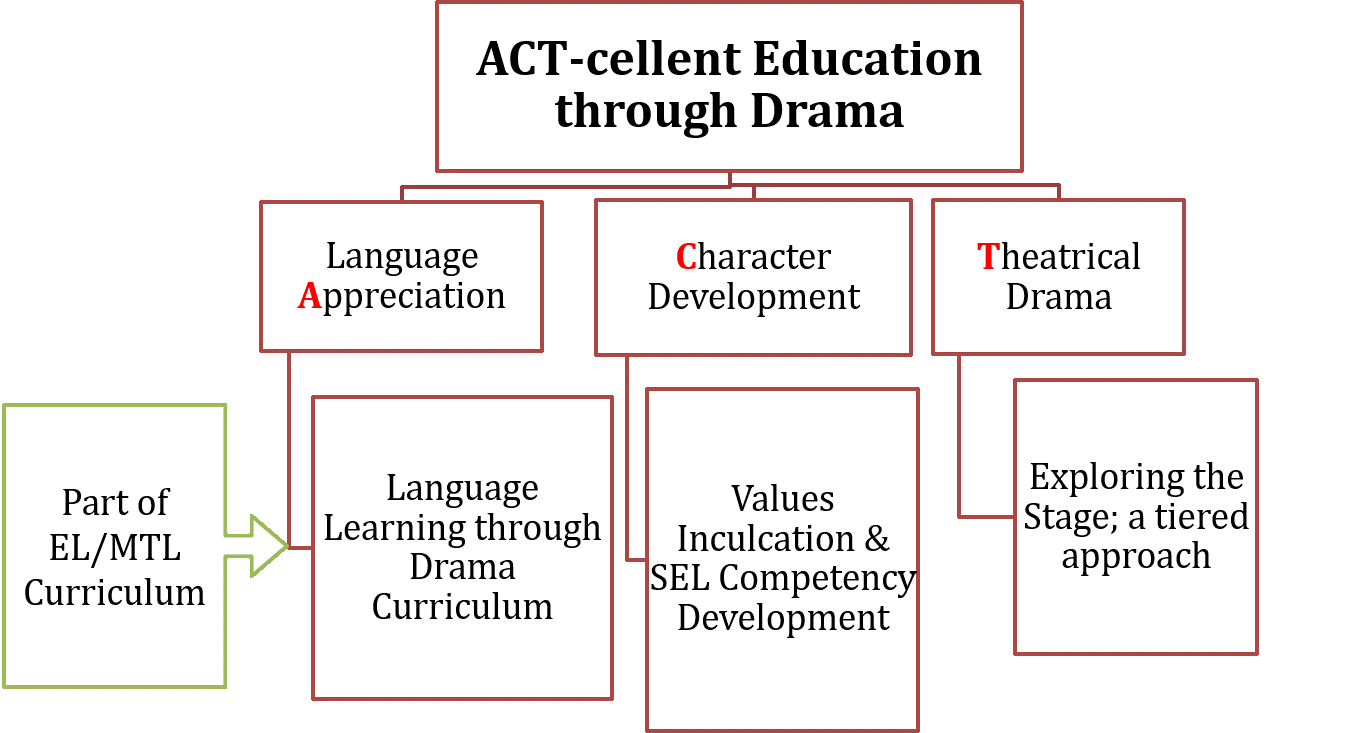 ACT-cellent Education
through Drama
Language
Appreciation
Character
Development
Theatrical
Drama
Part of
EL/MTL
Curriculum
Language
Learning through
Drama
Curriculum
Values
Inculcation &
SEL Competency
Development
Exploring the
Stage; a tiered
approach